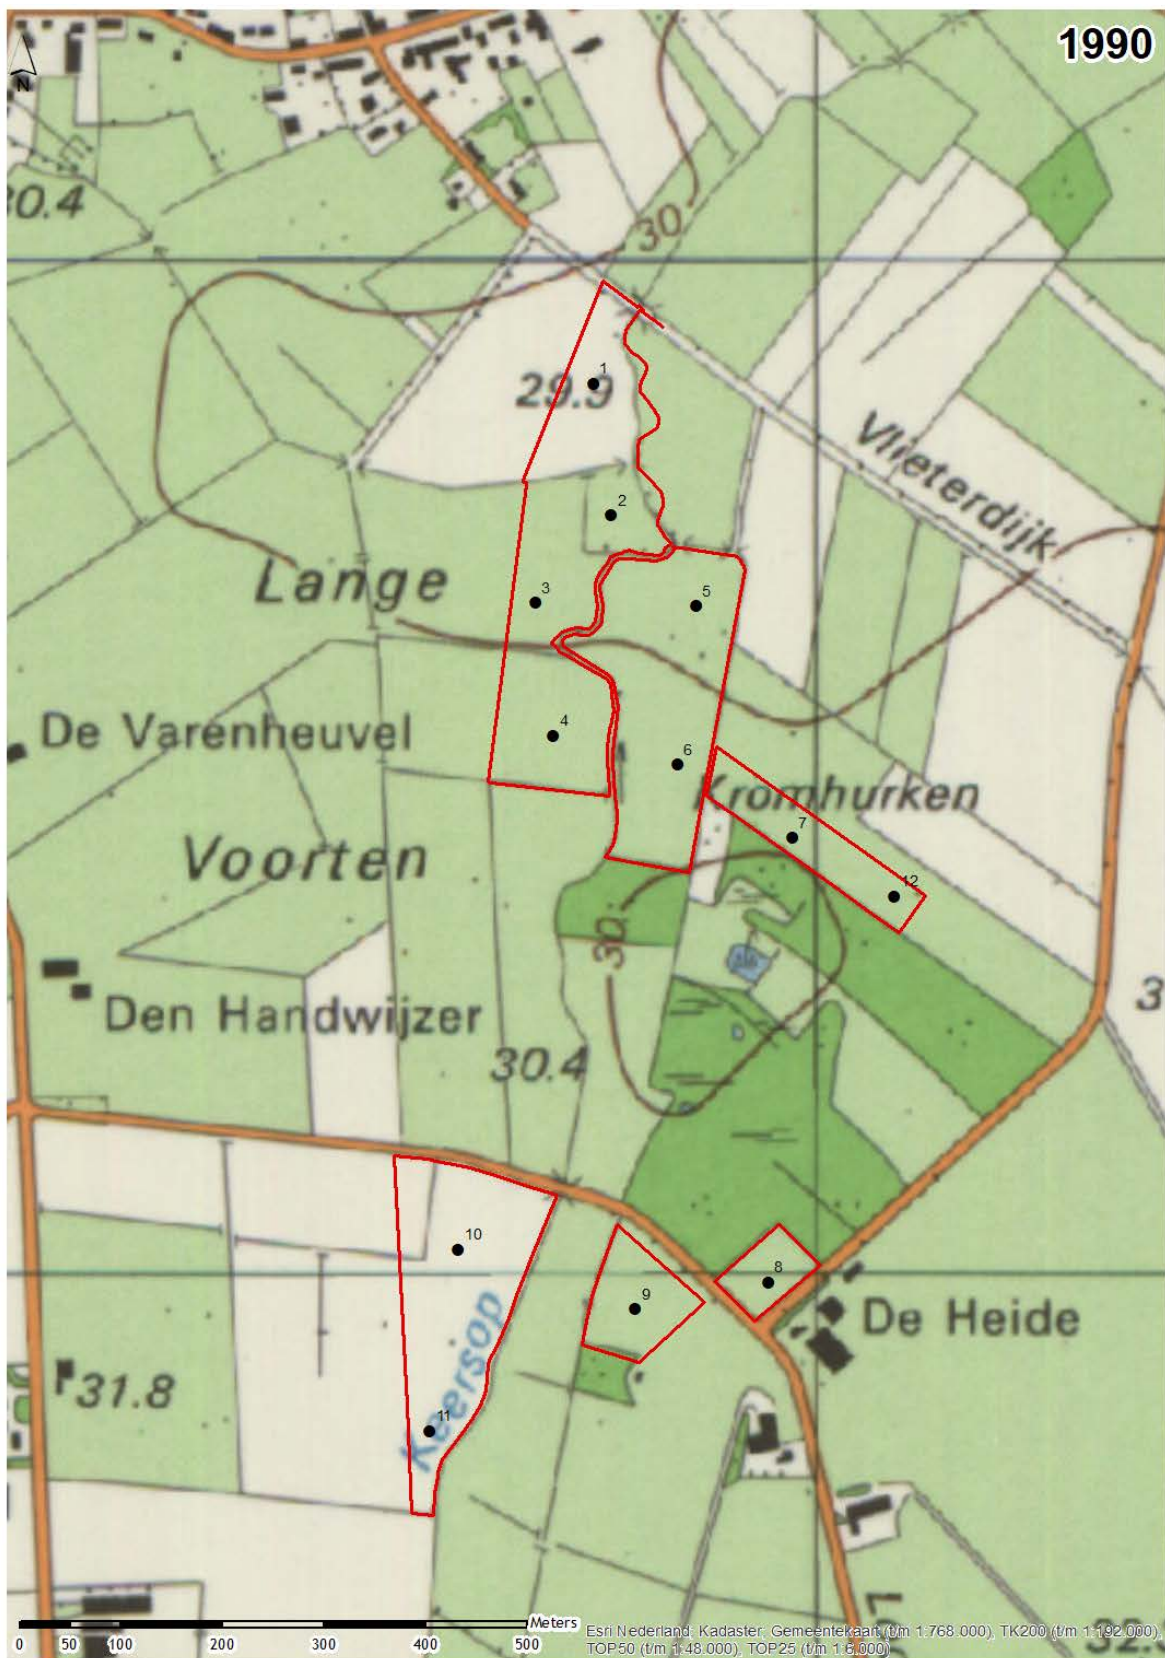 1990
N
30.4
30
1
29.9
2
Vlieterdijk
Lange
3
5
De Varenheuvel
4
6
Kromhurken
7
Voorten
12
30
Den Handwijzer
3
30.4
10
8
9
De Heide
Keersop
31.8
11
Meters
0 50 100 200 300 400 500
Esri Nederland; Kadaster; Gemeentekaart (t/m 1:768.000), TK200 (t/m 1:192.000),
TOP50 (t/m 1:48.000), TOP25 (t/m 1:6.000)
32.